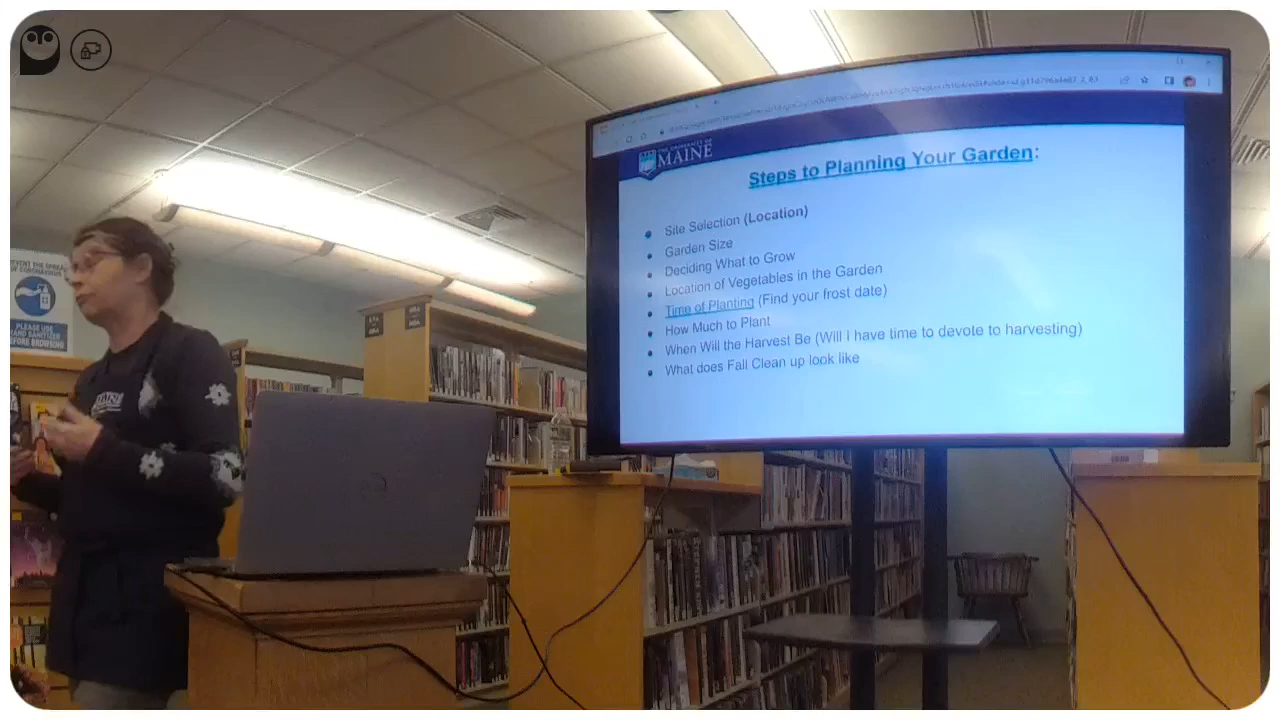 THE UNIVERSITY OF
MAINE
Steps to Planning Your Garden:
Site Selection (Location)
Garden Size
Deciding What to Grow
Location of Vegetables in the Garden
Time of Planting (Find your frost date)
How Much to Plant
When Will the Harvest Be (Will I have time to devote to harvesting)
What does Fall Clean up look like
PLEASE USE
HAND SANITIZER
BEFORE BROWSING